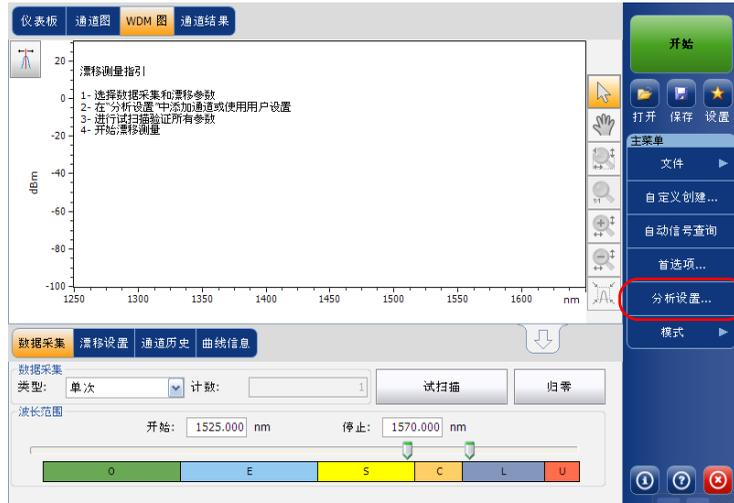 仪表板 通道图 WDM 图 通道结果
开始
漂移测量指引
1- 选择数据采集和漂移参数
2- 在"分析设置"中添加通道或使用用户设置
3- 进行试扫描验证所有参数
4- 开始漂移测量
20
0
-20
-40
-60
-80
-100
dBm
1250 1300 1350 1400 1450 1500 1550 1600 nm
1:1
打开 保存 设置
主菜单
文件
自定义创建...
自动信号查询
首选项...
分析设置...
模式
数据采集 漂移设置 通道历史 曲线信息
数据采集
类型: 单次 计数: 1 试扫描 归零
波长范围
开始: 1525.000 nm 停止: 1570.000 nm
O E S C L U